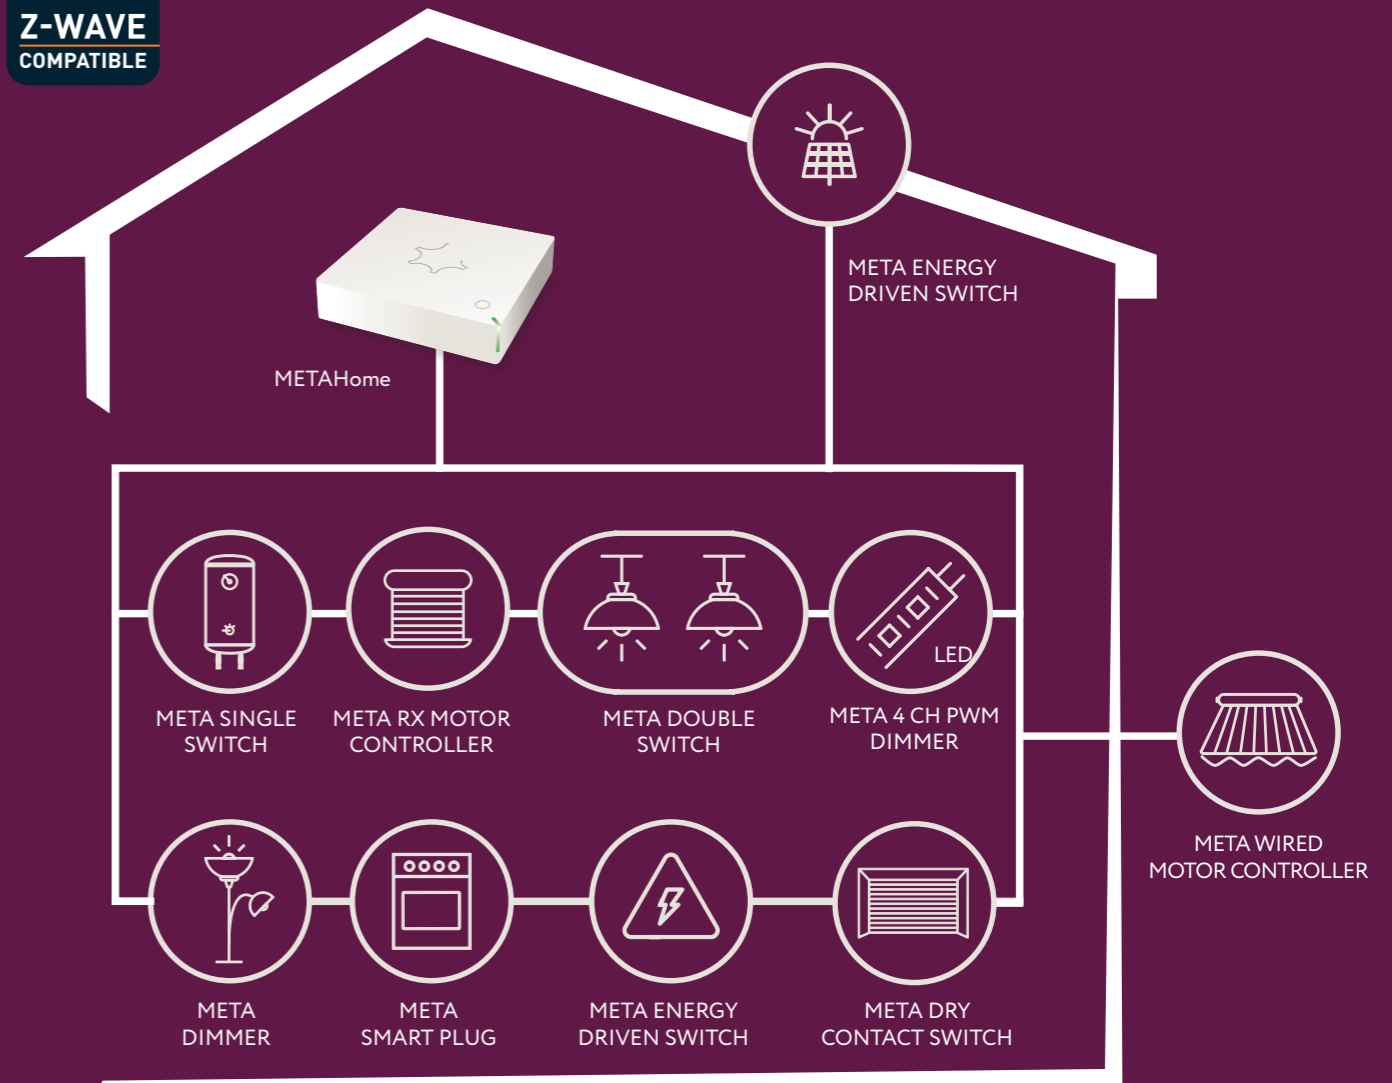 Z-WAVE
COMPATIBLE
META ENERGY
DRIVEN SWITCH
METAHome
META SINGLE
SWITCH
META RX MOTOR
CONTROLLER
META DOUBLE
SWITCH
LED
META 4 CH PWM
DIMMER
META WIRED
MOTOR CONTROLLER
META
DIMMER
META
SMART PLUG
META ENERGY
DRIVEN SWITCH
META DRY
CONTACT SWITCH